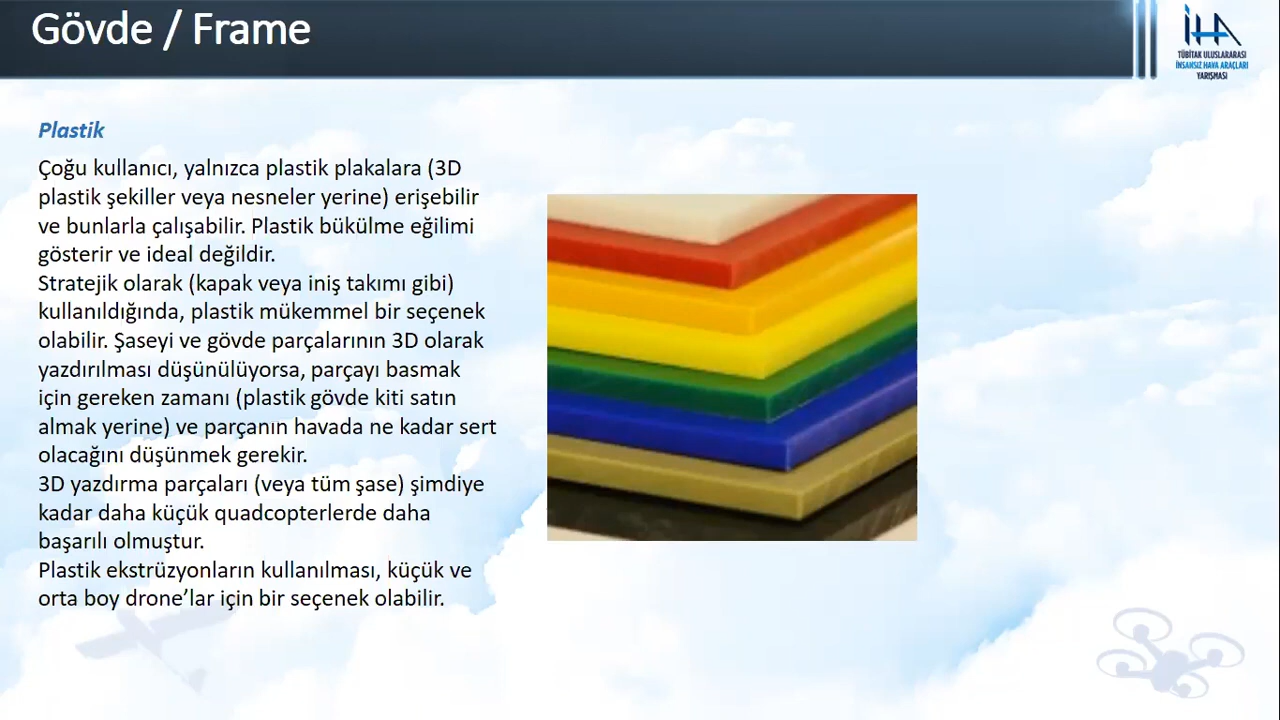 Gövde / Frame
İHA
TÜBİTAK ULUSLARARASI
İNSANSIZ HAVA ARAÇLARI
YARIŞMASI
Plastik
Çoğu kullanıcı, yalnızca plastik plakalara (3D
plastik şekiller veya nesneler yerine) erişebilir
ve bunlarla çalışabilir. Plastik bükülme eğilimi
gösterir ve ideal değildir.
Stratejik olarak (kapak veya iniş takımı gibi)
kullanıldığında, plastik mükemmel bir seçenek
olabilir. Şaseyi ve gövde parçalarının 3D olarak
yazdırılması düşünülüyorsa, parçayı basmak
için gereken zamanı (plastik gövde kiti satın
almak yerine) ve parçanın havada ne kadar sert
olacağını düşünmek gerekir.
3D yazdırma parçaları (veya tüm şase) şimdiye
kadar daha küçük quadcopterlerde daha
başarılı olmuştur.
Plastik ekstrüzyonların kullanılması, küçük ve
orta boy drone’lar için bir seçenek olabilir.